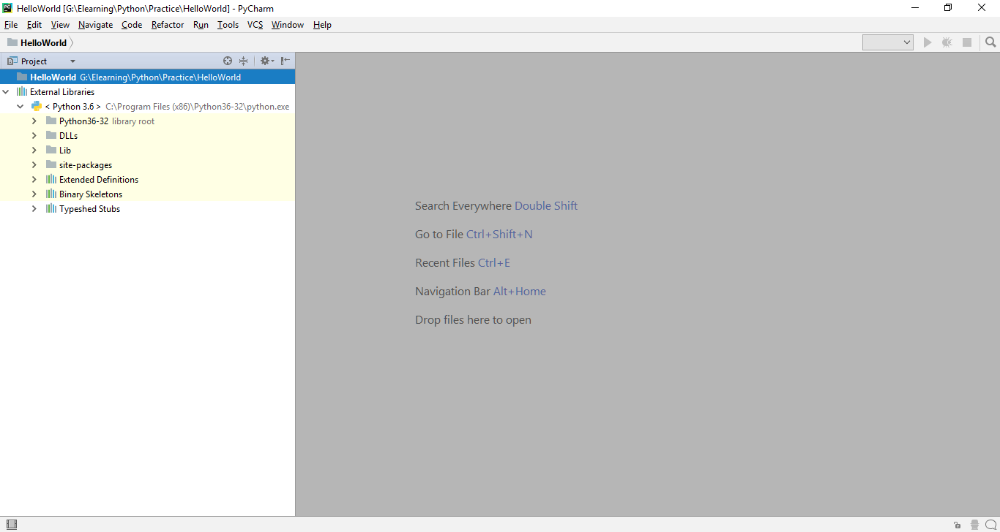 PC HelloWorld [G:\Elearning\Python\Practice\HelloWorld] - PyCharm
File Edit View Navigate Code Refactor Run Tools VCS Window Help
HelloWorld
Project
HelloWorld G:\Elearning\Python\Practice\HelloWorld
External Libraries
< Python 3.6 > C:\Program Files (x86)\Python36-32\python.exe
Python36-32 library root
DLLs
Lib
site-packages
Extended Definitions
Binary Skeletons
Typeshed Stubs
Search Everywhere Double Shift
Go to File Ctrl+Shift+N
Recent Files Ctrl+E
Navigation Bar Alt+Home
Drop files here to open